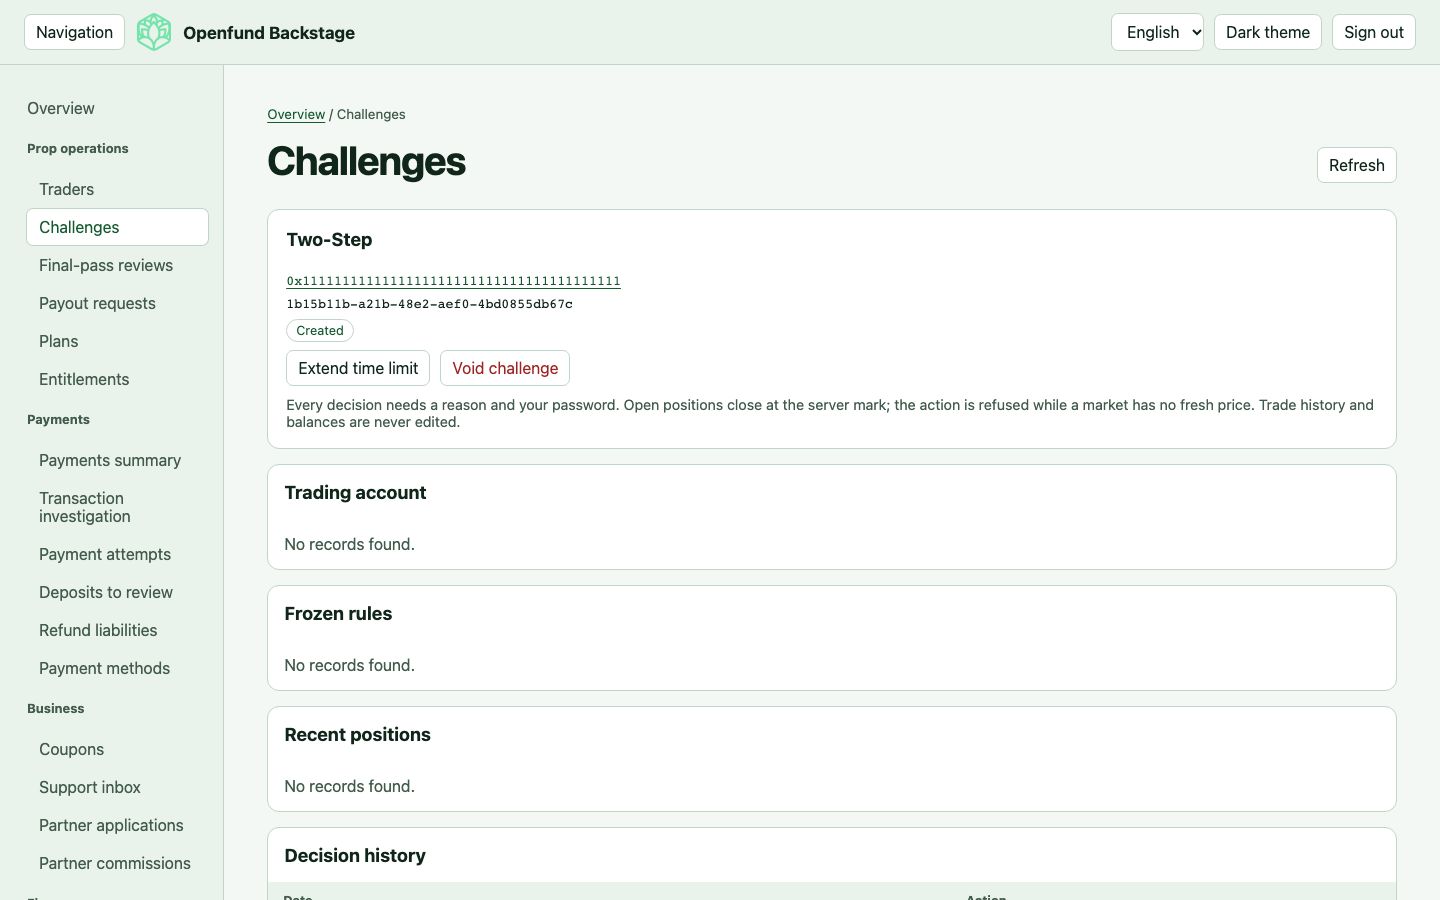 Navigation
Openfund Backstage
English
Dark theme
Sign out
Overview
Prop operations
Traders
Challenges
Final-pass reviews
Payout requests
Plans
Entitlements
Payments
Payments summary
Transaction
investigation
Payment attempts
Deposits to review
Refund liabilities
Payment methods
Business
Coupons
Support inbox
Partner applications
Partner commissions
Overview / Challenges
Challenges
Refresh
Two-Step
0x1111111111111111111111111111111111111111
1b15b11b-a21b-48e2-aef0-4bd0855db67c
Created
Extend time limit
Void challenge
Every decision needs a reason and your password. Open positions close at the server mark; the action is refused while a market has no fresh price. Trade history and
balances are never edited.
Trading account
No records found.
Frozen rules
No records found.
Recent positions
No records found.
Decision history
Date
Action